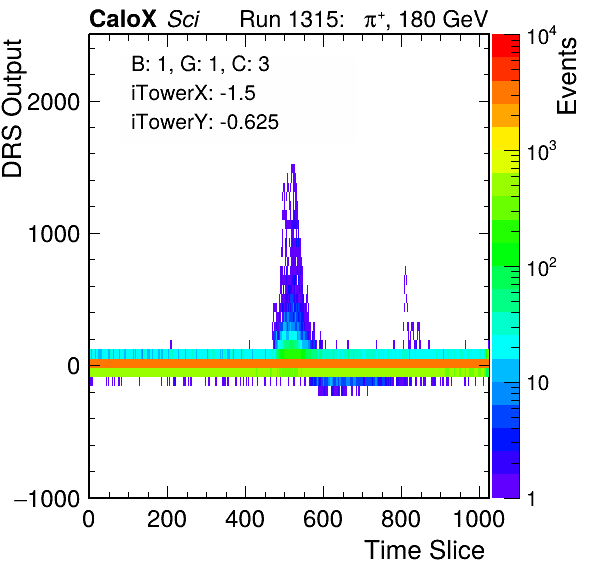 CaloX Sci Run 1315: π⁺, 180 GeV
B: 1, G: 1, C: 3
iTowerX: -1.5
iTowerY: -0.625
DRS Output
2000
1000
0
−1000
0 200 400 600 800 1000
Time Slice
Events
10⁴
10³
10²
10
1